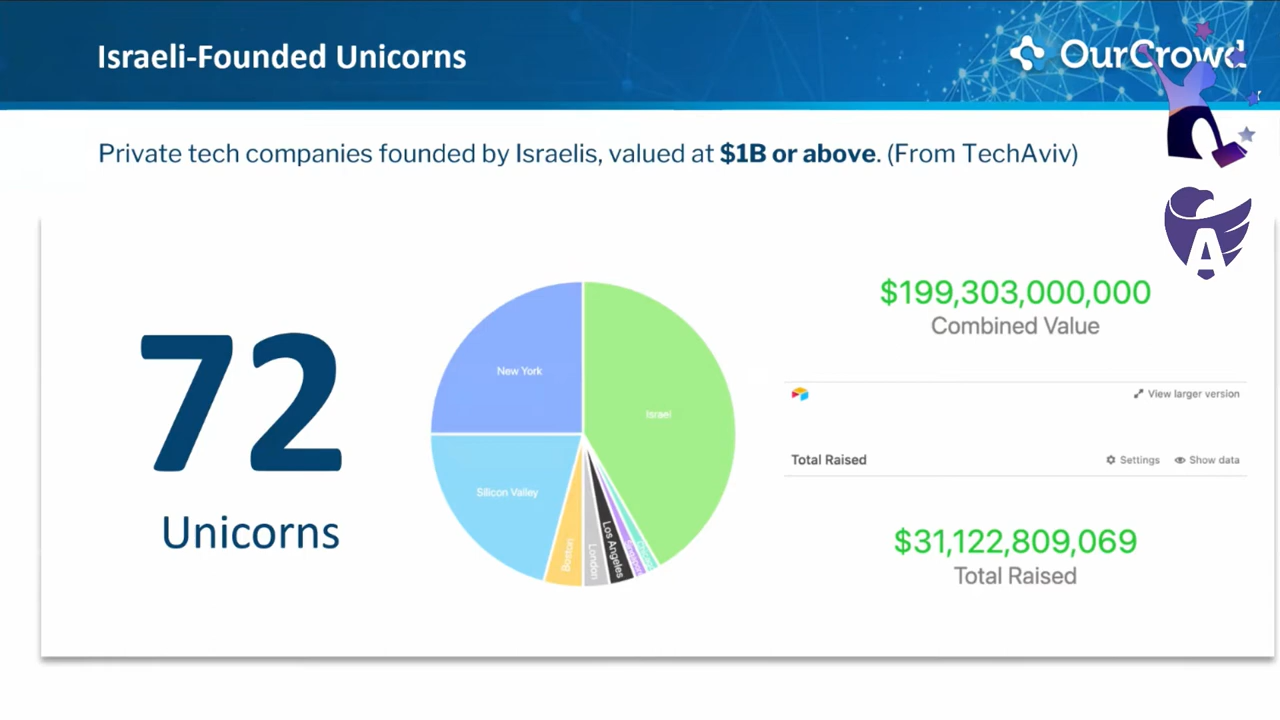 Israeli-Founded Unicorns
OurCrowd
Private tech companies founded by Israelis, valued at $1B or above. (From TechAviv)
72
Unicorns
New York
Israel
Silicon Valley
Boston
London
Los Angeles
$199,303,000,000
Combined Value
View larger version
Total Raised
Settings
Show data
$31,122,809,069
Total Raised
A